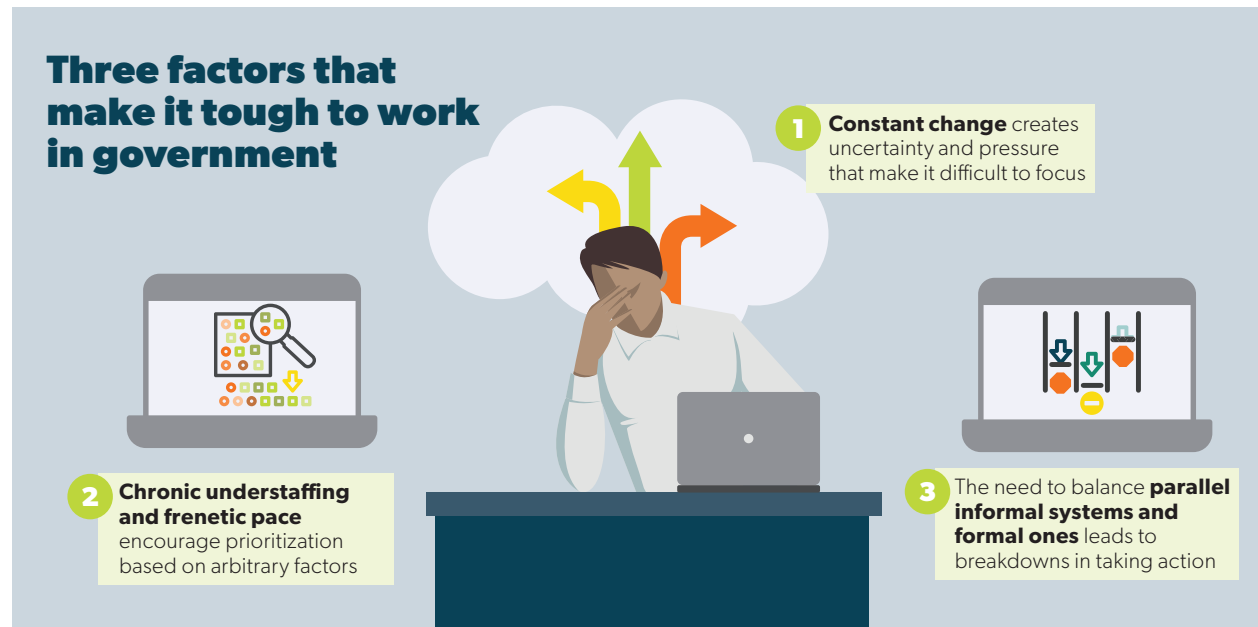 Three factors that
make it tough to work
in government
1
Constant change creates
uncertainty and pressure
that make it difficult to focus
2
Chronic understaffing
and frenetic pace
encourage prioritization
based on arbitrary factors
3
The need to balance parallel
informal systems and
formal ones leads to
breakdowns in taking action